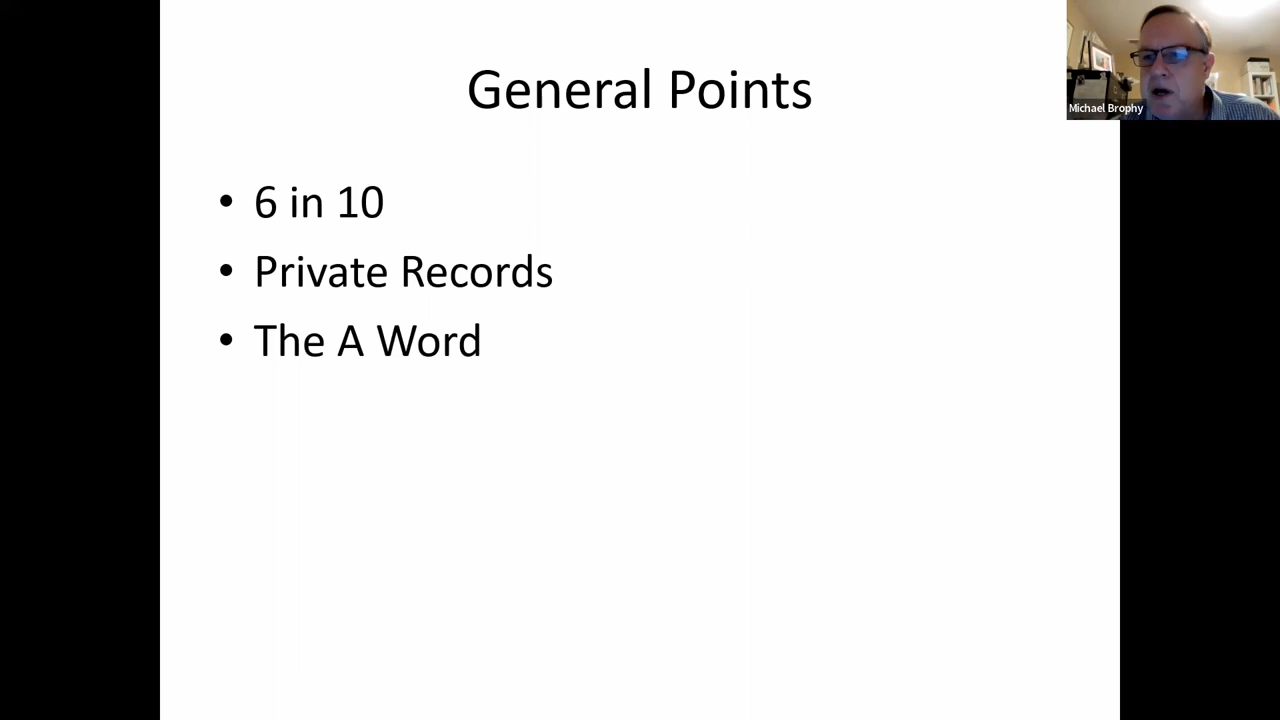 General Points
Michael Brophy
• 6 in 10
• Private Records
• The A Word